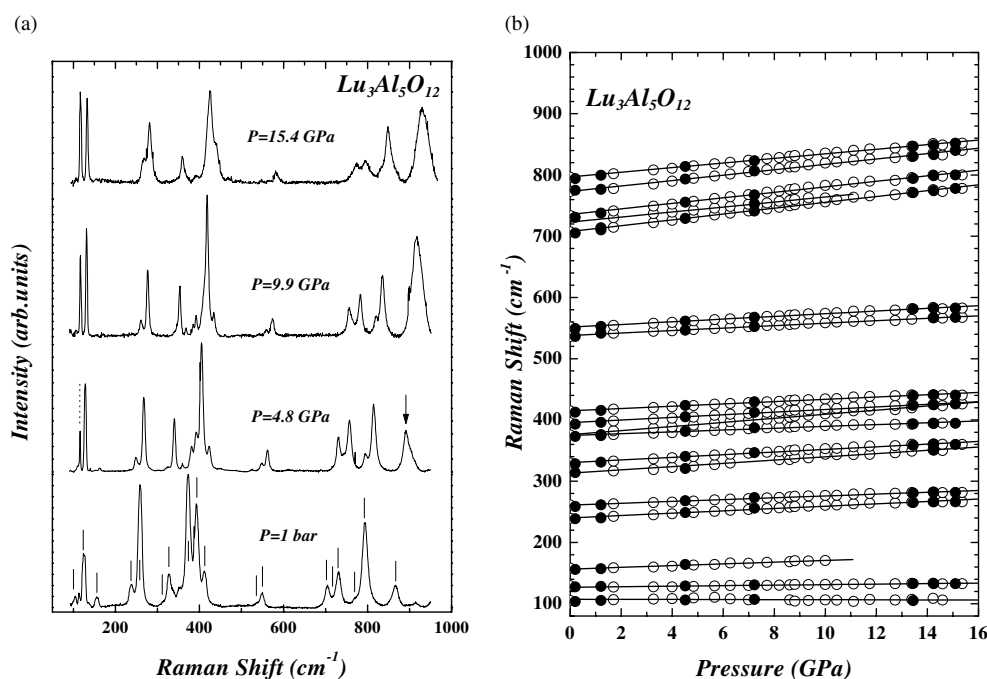 (a)
(b)
Lu3Al5O12
P=15.4 GPa
P=9.9 GPa
P=4.8 GPa
P=1 bar
Intensity (arb.units)
200 400 600 800 1000
Raman Shift (cm-1)
Lu3Al5O12
1000
900
800
700
600
500
400
300
200
100
Raman Shift (cm-1)
0 2 4 6 8 10 12 14 16
Pressure (GPa)